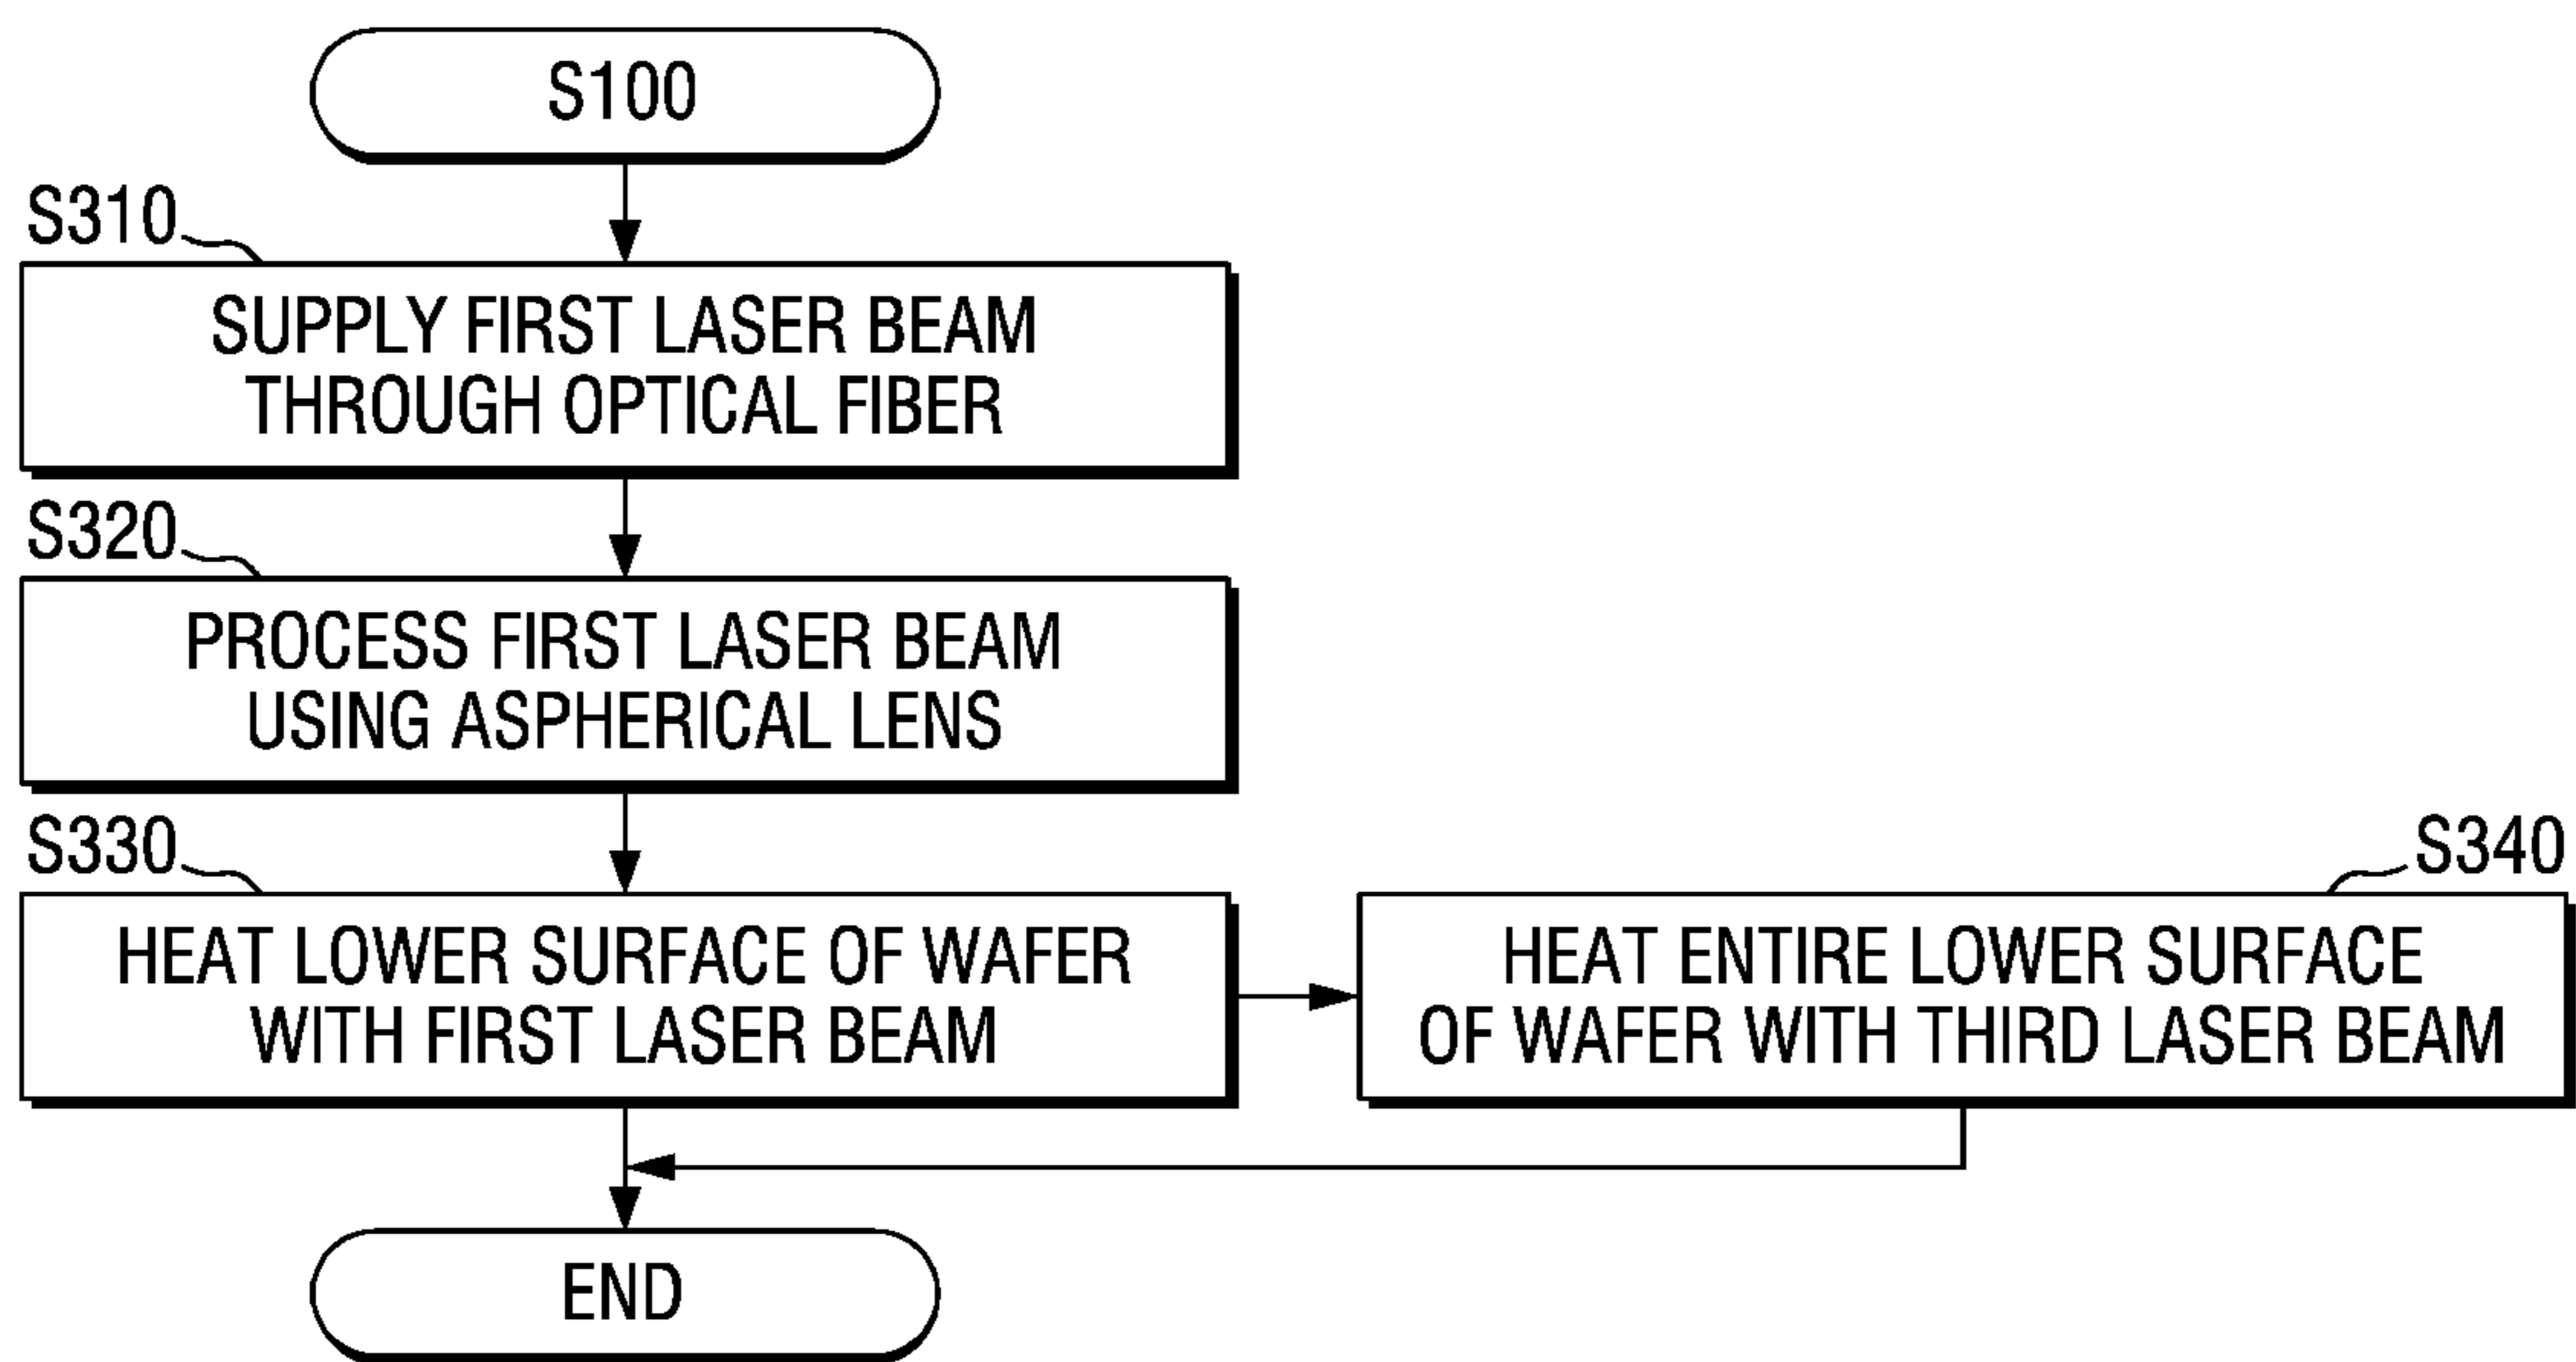 S100
S310
SUPPLY FIRST LASER BEAM
THROUGH OPTICAL FIBER
S320
PROCESS FIRST LASER BEAM
USING ASPHERICAL LENS
S330
HEAT LOWER SURFACE OF WAFER
WITH FIRST LASER BEAM
S340
HEAT ENTIRE LOWER SURFACE
OF WAFER WITH THIRD LASER BEAM
END